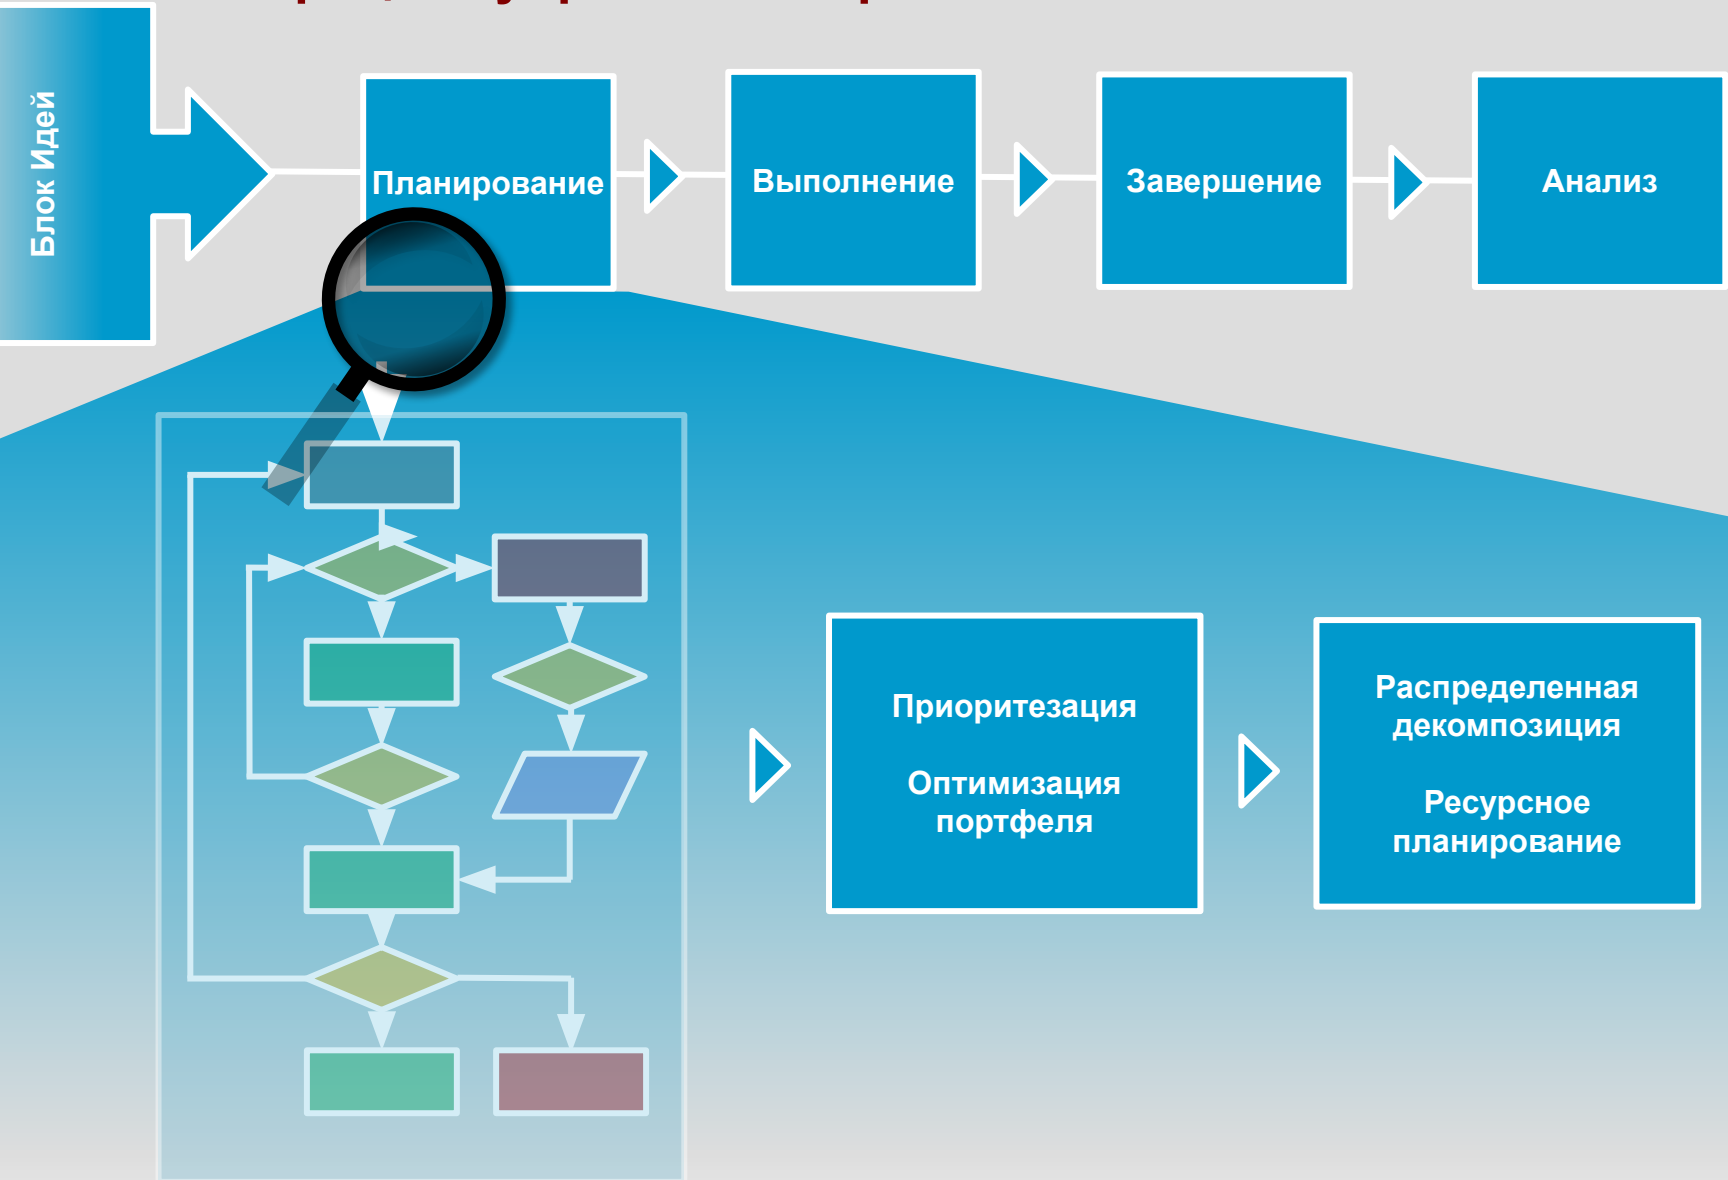 Блок Идей
Планирование
Выполнение
Завершение
Анализ
Приоритезация
Оптимизация
портфеля
Распределенная
декомпозиция
Ресурсное
планирование